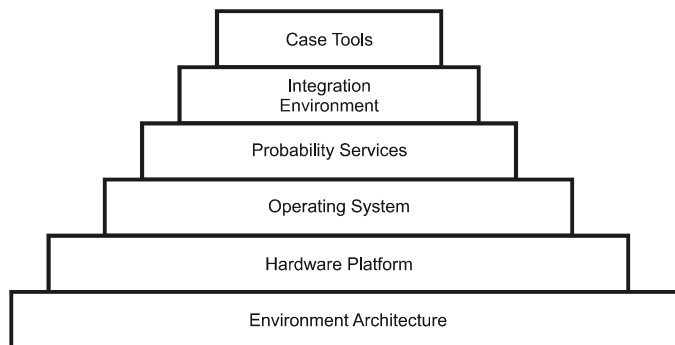 Case Tools
Integration
Environment
Probability Services
Operating System
Hardware Platform
Environment Architecture